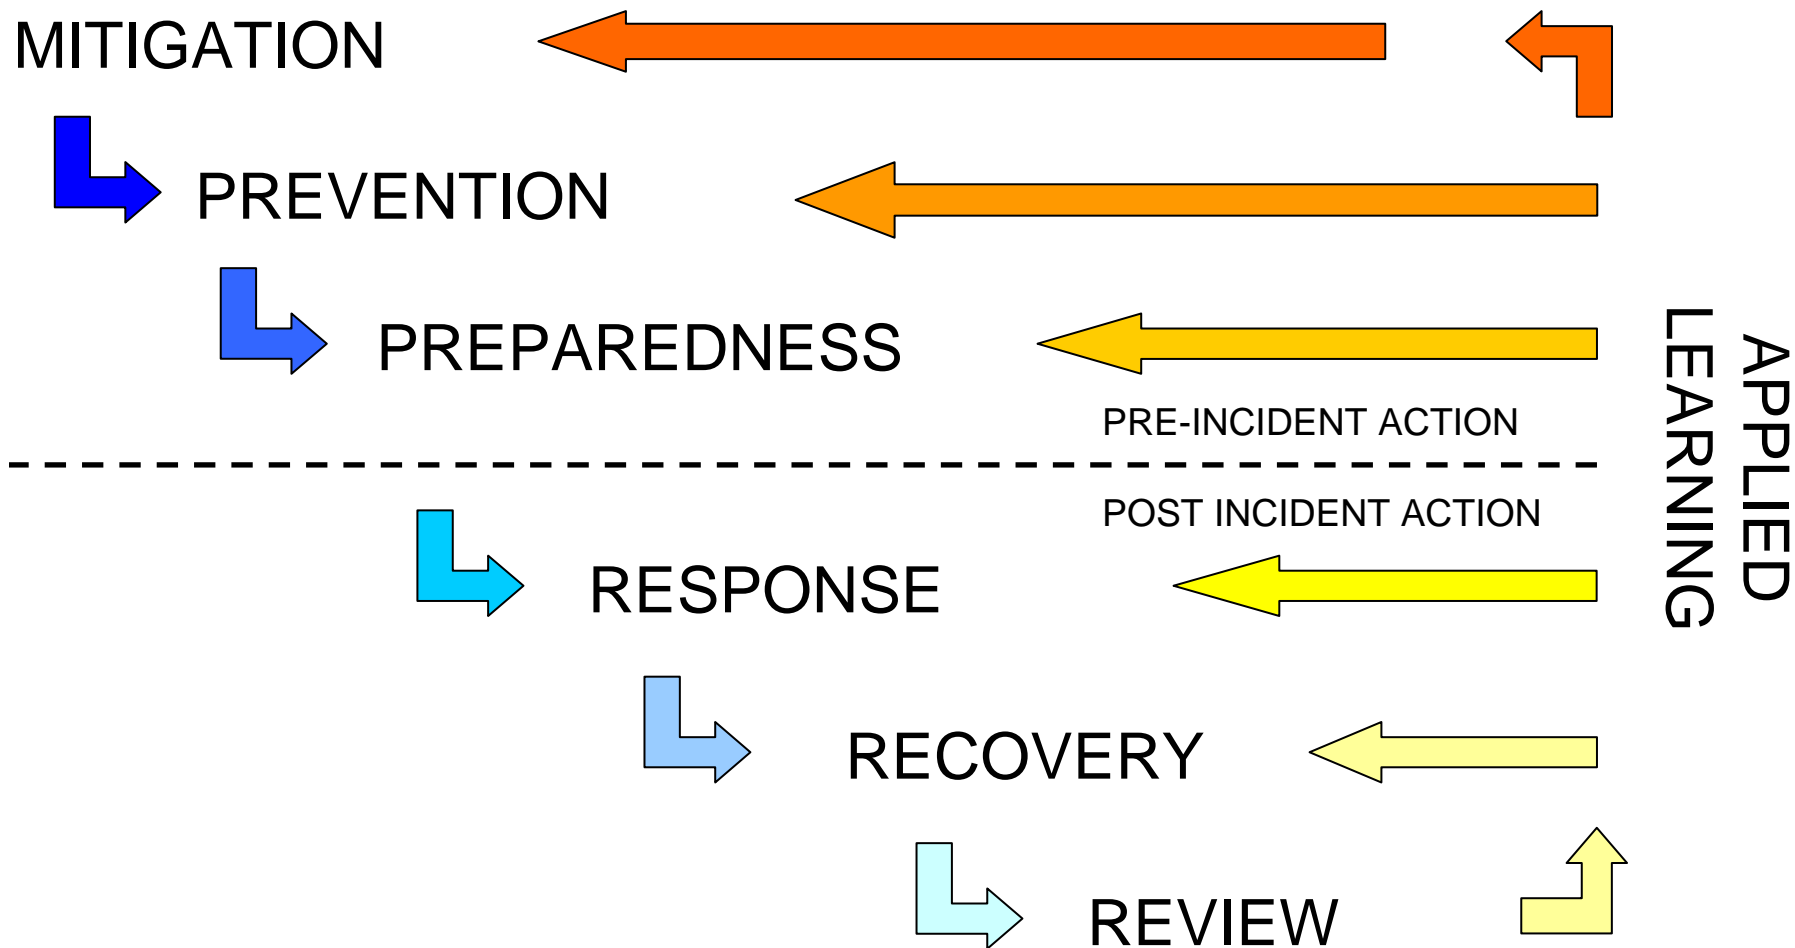 MITIGATION
PREVENTION
PREPAREDNESS
PRE-INCIDENT ACTION
POST INCIDENT ACTION
RESPONSE
RECOVERY
REVIEW
APPLIED
LEARNING